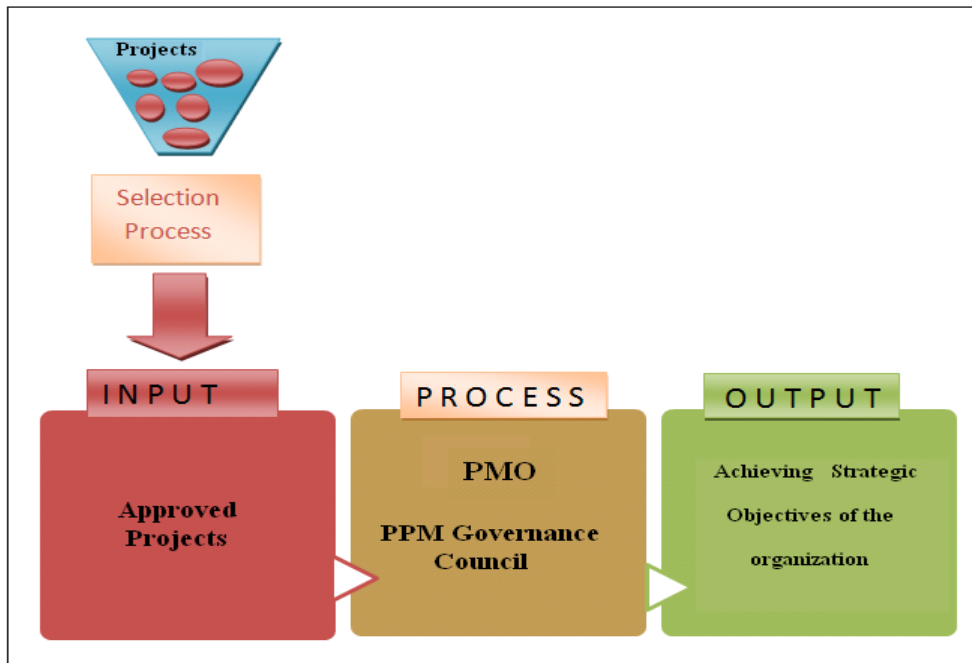 Projects
Selection
Process
INPUT
Approved
Projects
PROCESS
PMO
PPM Governance
Council
OUTPUT
Achieving Strategic
Objectives of the
organization